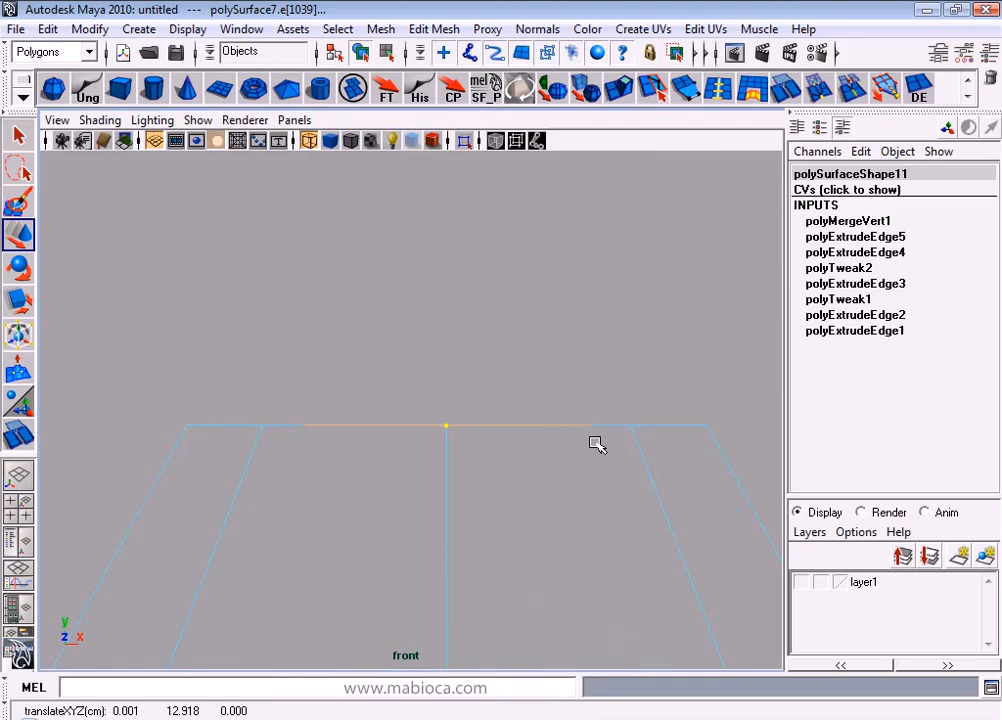 Autodesk Maya 2010: untitled --- polySurface7.e[1039]...
File Edit Modify Create Display Window Assets Select Mesh Edit Mesh Proxy Normals Color Create UVs Edit UVs Muscle Help
Polygons Objects
Ung FT His CP mel SF_P DE
View Shading Lighting Show Renderer Panels
Channels Edit Object Show
polySurfaceShape11
CVs (click to show)
INPUTS
polyMergeVert1
polyExtrudeEdge5
polyExtrudeEdge4
polyTweak2
polyExtrudeEdge3
polyTweak1
polyExtrudeEdge2
polyExtrudeEdge1
Display Render Anim
Layers Options Help
layer1
y
z x
front
<< >>
MEL www.mabioca.com
translateXYZ(cm): 0.001 12.918 0.000